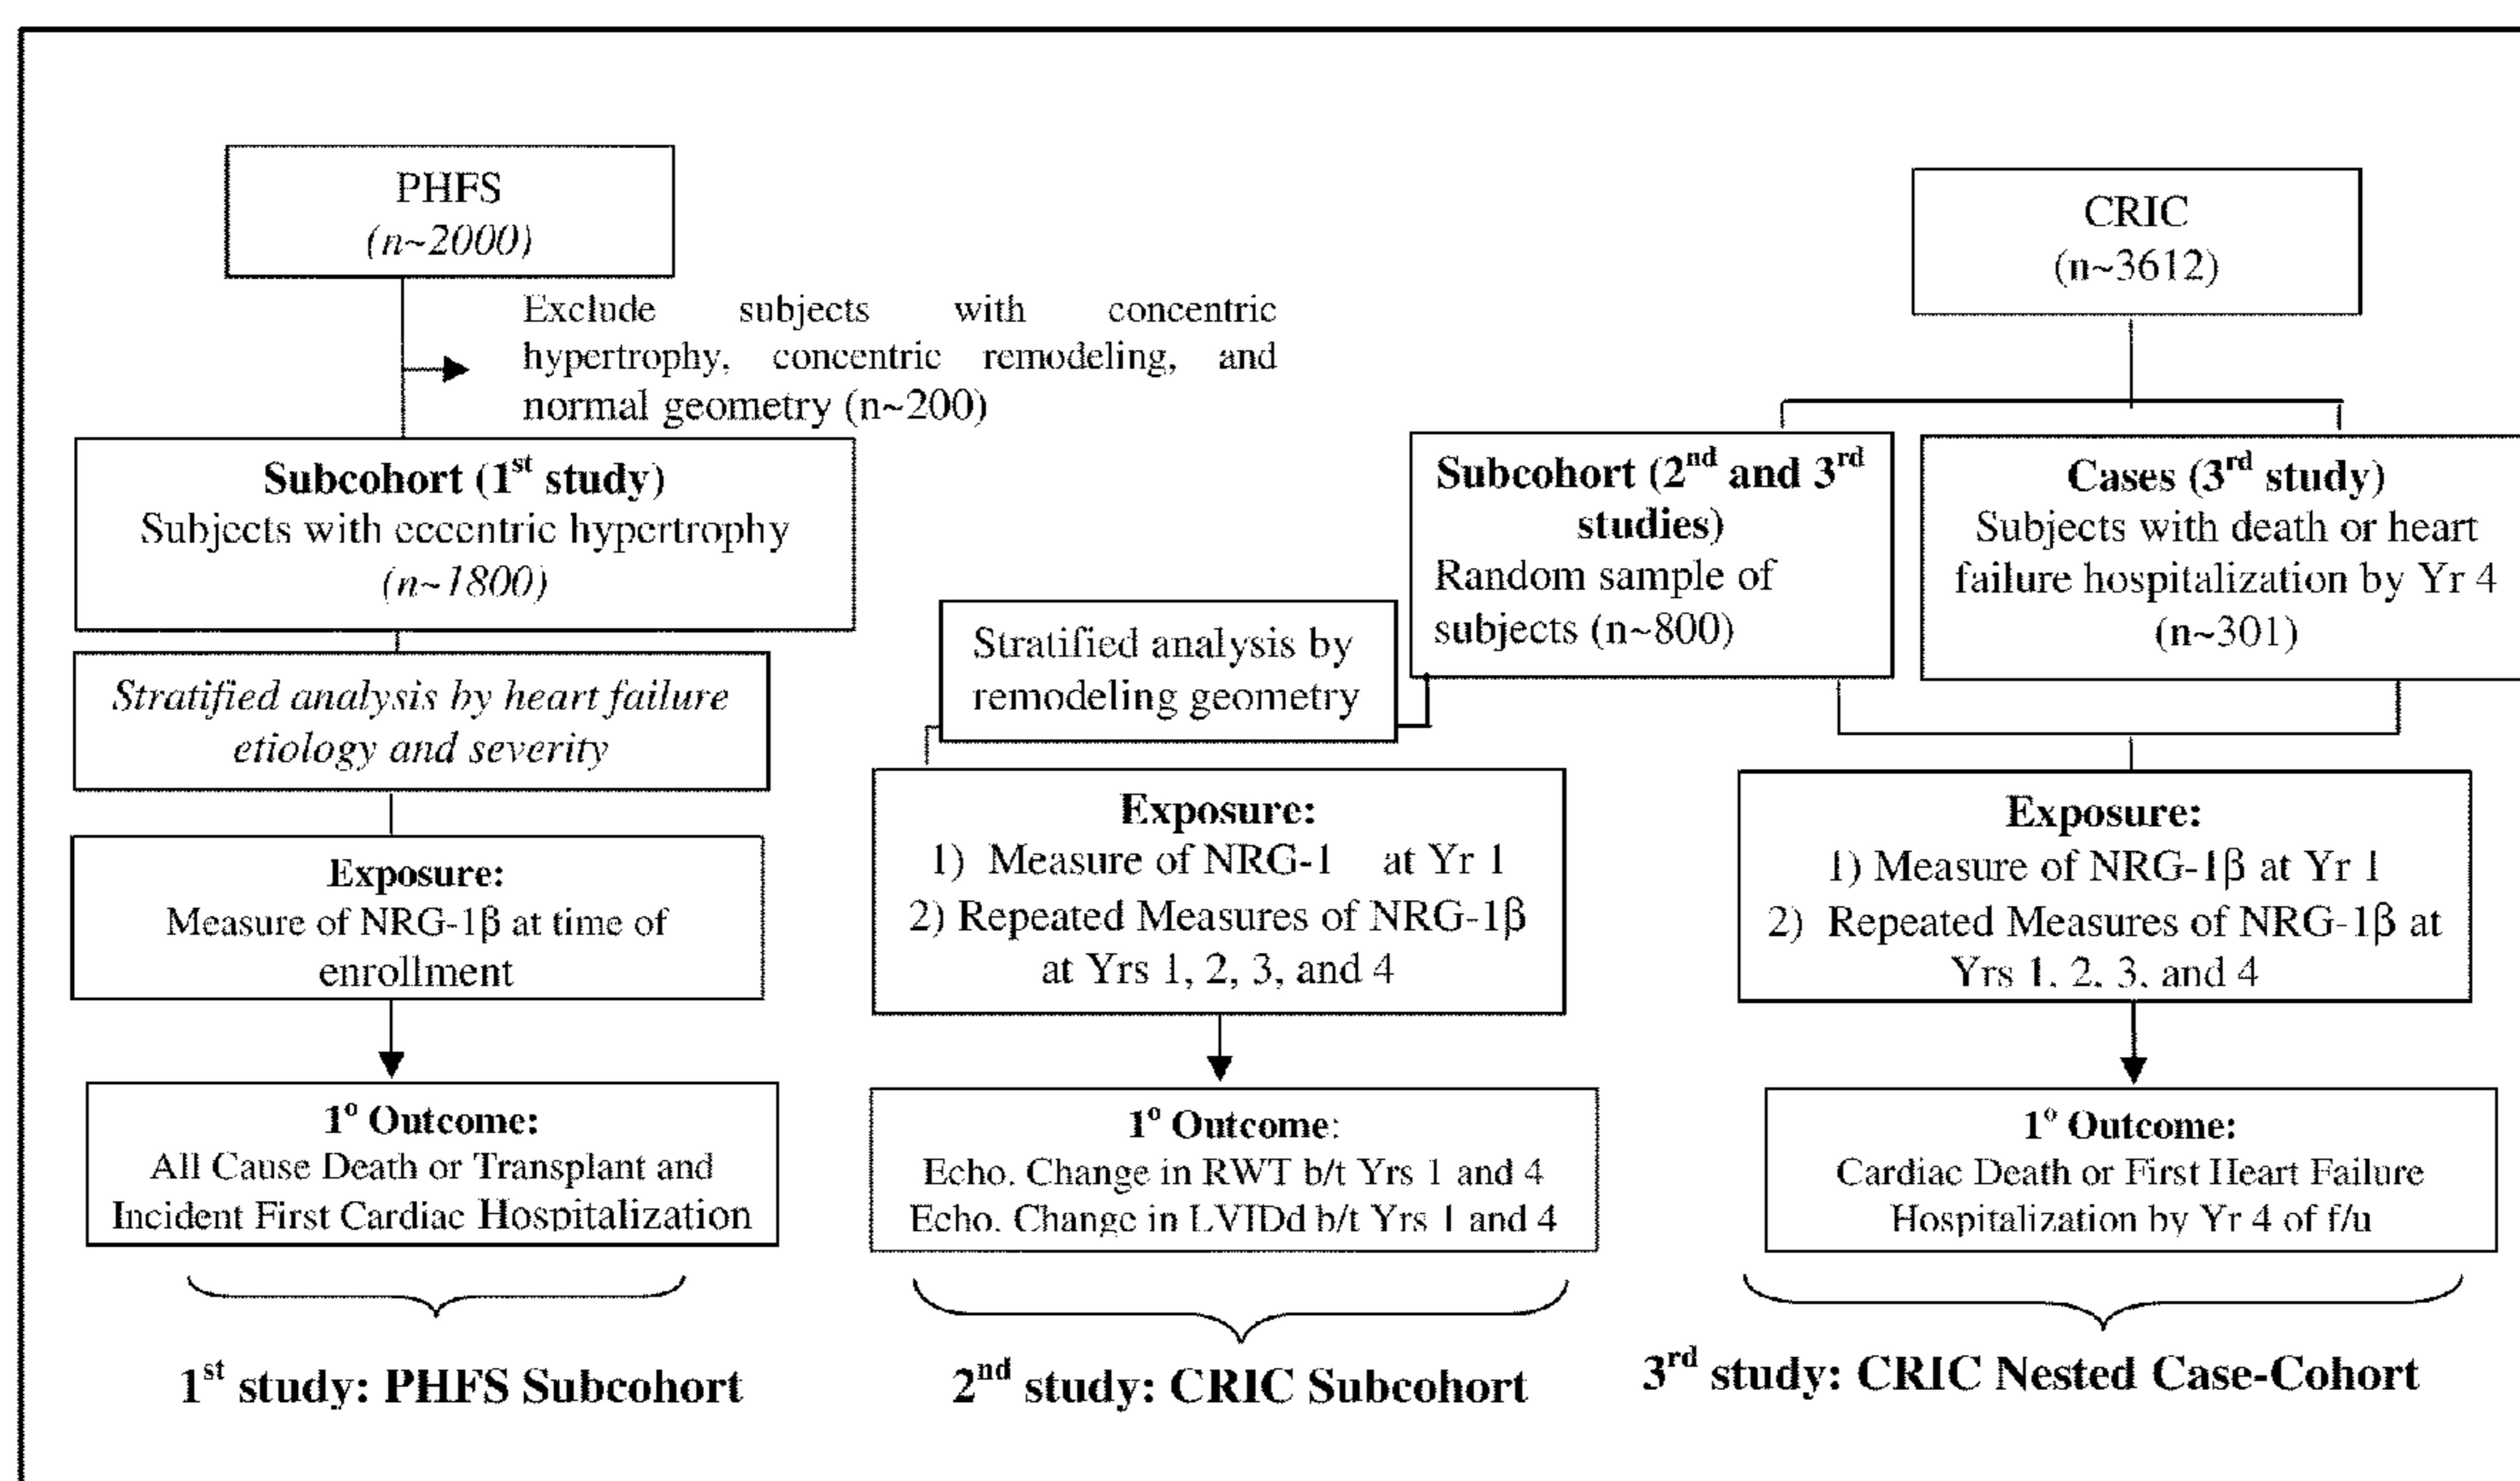 PHFS
(n~2000)
Exclude subjects with concentric
hypertrophy, concentric remodeling, and
normal geometry (n~200)
Subcohort (1st study)
Subjects with eccentric hypertrophy
(n~1800)
Stratified analysis by heart failure
etiology and severity
Exposure:
Measure of NRG-1β at time of
enrollment
1º Outcome:
All Cause Death or Transplant and
Incident First Cardiac Hospitalization
1st study: PHFS Subcohort
CRIC
(n~3612)
Subcohort (2nd and 3rd
studies)
Random sample of
subjects (n~800)
Cases (3rd study)
Subjects with death or heart
failure hospitalization by Yr 4
(n~301)
Stratified analysis by
remodeling geometry
Exposure:
1) Measure of NRG-1 at Yr 1
2) Repeated Measures of NRG-1β
at Yrs 1, 2, 3, and 4
1º Outcome:
Echo. Change in RWT b/t Yrs 1 and 4
Echo. Change in LVIDd b/t Yrs 1 and 4
2nd study: CRIC Subcohort
Exposure:
1) Measure of NRG-1β at Yr 1
2) Repeated Measures of NRG-1β at
Yrs 1, 2, 3, and 4
1º Outcome:
Cardiac Death or First Heart Failure
Hospitalization by Yr 4 of f/u
3rd study: CRIC Nested Case-Cohort